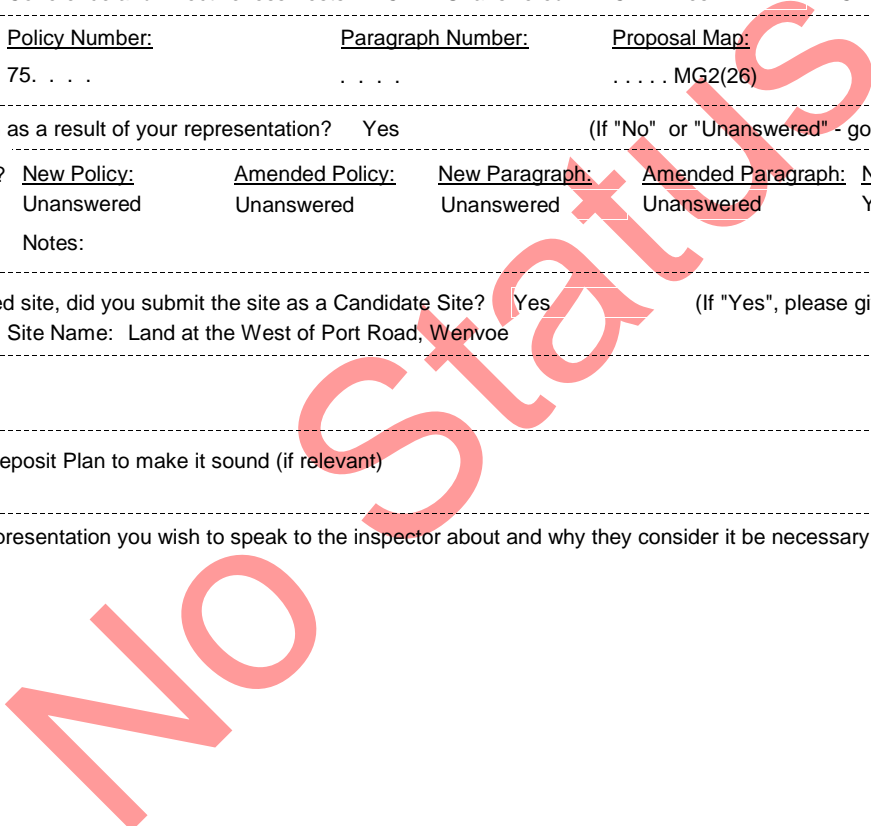 Policy Number: Paragraph Number: Proposal Map:
75. . . . . . . . . . . . . MG2(26)
as a result of your representation? Yes (If "No" or "Unanswered" - go
? New Policy: Amended Policy: New Paragraph: Amended Paragraph: N
Unanswered Unanswered Unanswered Unanswered Y
Notes:
ed site, did you submit the site as a Candidate Site? Yes (If "Yes", please gi
Site Name: Land at the West of Port Road, Wenvoe
eposit Plan to make it sound (if relevant)
presentation you wish to speak to the inspector about and why they consider it be necessary
No Status